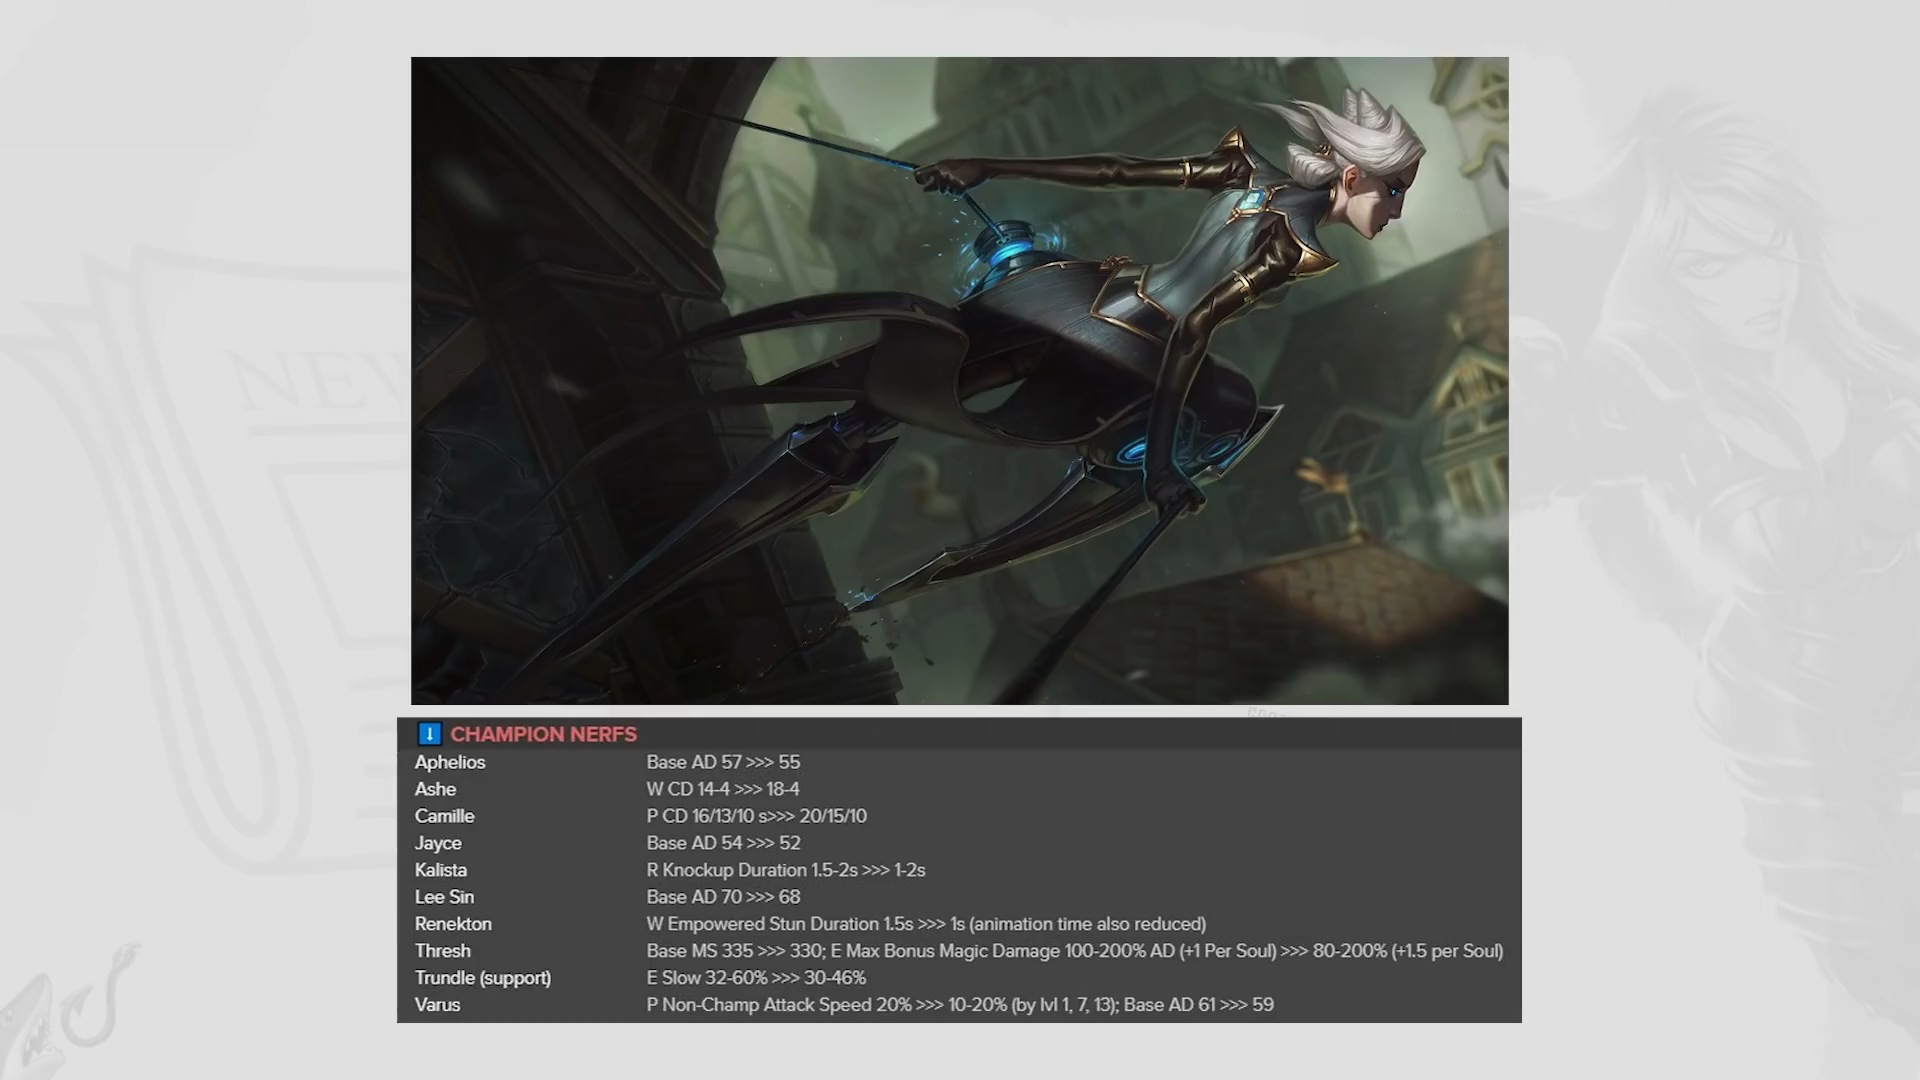 NEW
CHAMPION NERFS
Aphelios Base AD 57 >>> 55
Ashe W CD 14-4 >>> 18-4
Camille P CD 16/13/10 s>>> 20/15/10
Jayce Base AD 54 >>> 52
Kalista R Knockup Duration 1.5-2s >>> 1-2s
Lee Sin Base AD 70 >>> 68
Renekton W Empowered Stun Duration 1.5s >>> 1s (animation time also reduced)
Thresh Base MS 335 >>> 330; E Max Bonus Magic Damage 100-200% AD (+1 Per Soul) >>> 80-200% (+1.5 per Soul)
Trundle (support) E Slow 32-60% >>> 30-46%
Varus P Non-Champ Attack Speed 20% >>> 10-20% (by lvl 1, 7, 13); Base AD 61 >>> 59